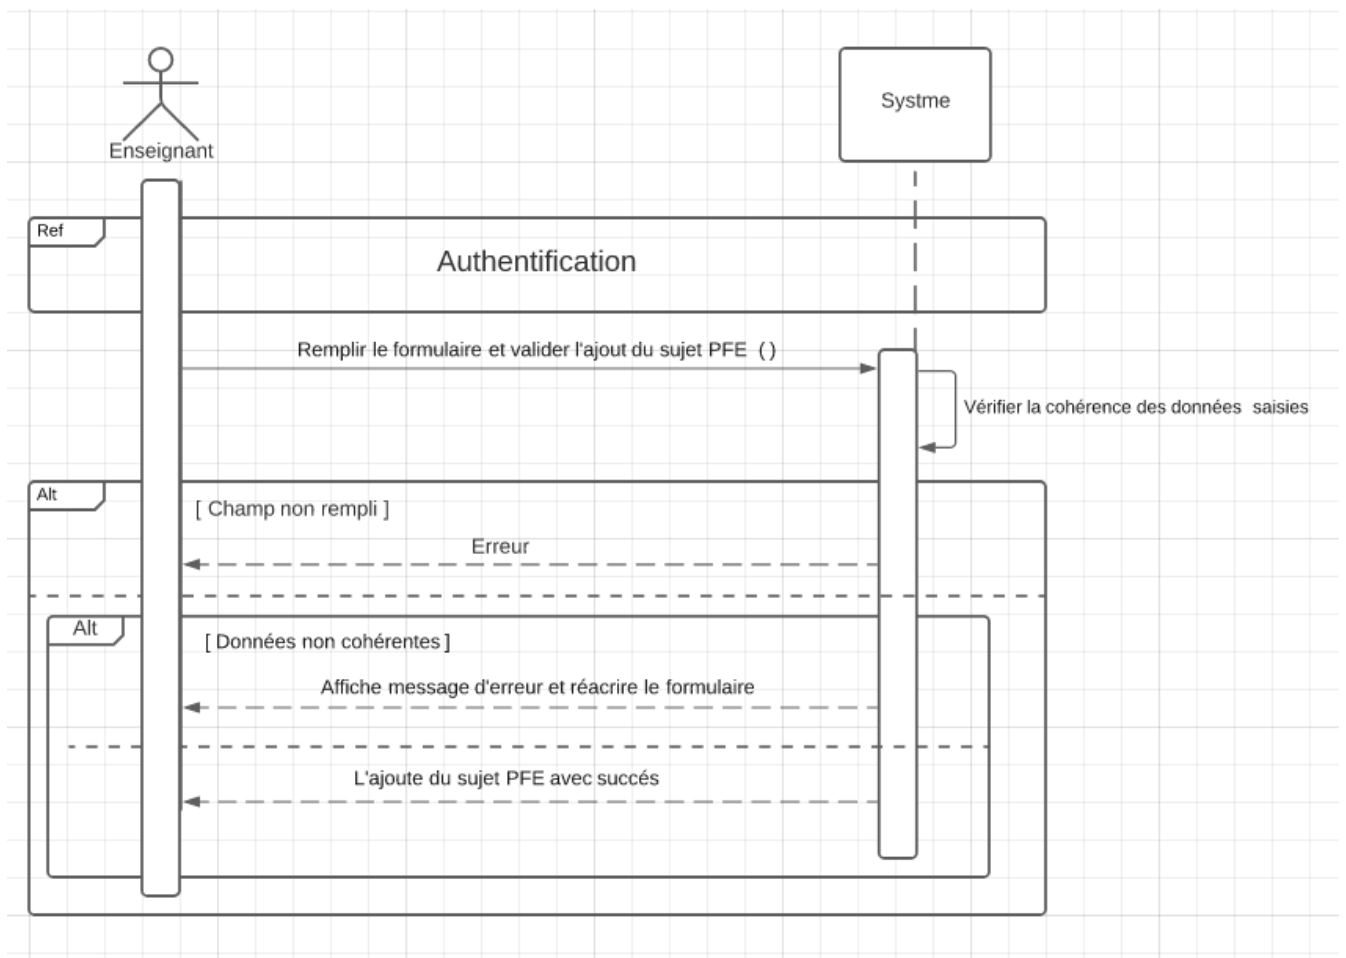 Enseignant
Systme
Ref
Authentification
Remplir le formulaire et valider l'ajout du sujet PFE ( )
Vérifier la cohérence des données saisies
Alt
[ Champ non rempli ]
Erreur
Alt
[ Données non cohérentes ]
Affiche message d'erreur et réacrire le formulaire
L'ajoute du sujet PFE avec succés